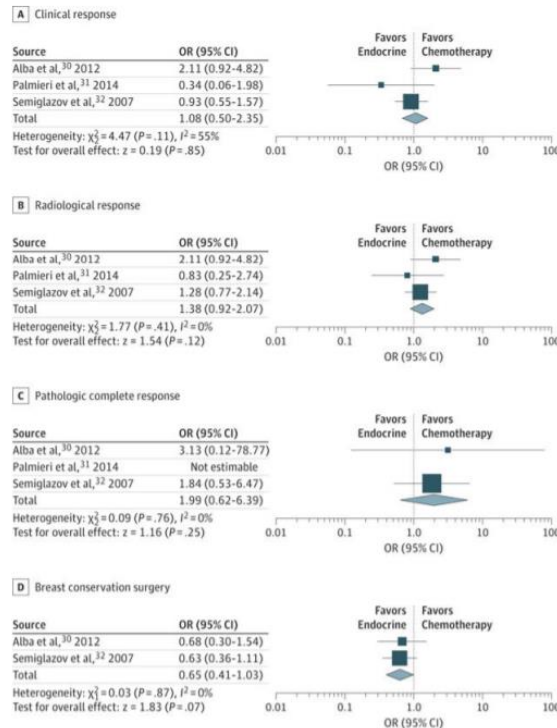 A Clinical response
Favors Favors
Source OR (95% CI) Endocrine Chemotherapy
Alba et al,30 2012 2.11 (0.92-4.82)
Palmieri et al,31 2014 0.34 (0.06-1.98)
Semiglazov et al,32 2007 0.93 (0.55-1.57)
Total 1.08 (0.50-2.35)
Heterogeneity: χ²₂ = 4.47 (P = .11), I² = 55%
Test for overall effect: z = 0.19 (P = .85)
0.01 0.1 1.0 10 100
OR (95% CI)
B Radiological response
Favors Favors
Source OR (95% CI) Endocrine Chemotherapy
Alba et al,30 2012 2.11 (0.92-4.82)
Palmieri et al,31 2014 0.83 (0.25-2.74)
Semiglazov et al,32 2007 1.28 (0.77-2.14)
Total 1.38 (0.92-2.07)
Heterogeneity: χ²₂ = 1.77 (P = .41), I² = 0%
Test for overall effect: z = 1.54 (P = .12)
0.01 0.1 1.0 10 100
OR (95% CI)
C Pathologic complete response
Favors Favors
Source OR (95% CI) Endocrine Chemotherapy
Alba et al,30 2012 3.13 (0.12-78.77)
Palmieri et al,31 2014 Not estimable
Semiglazov et al,32 2007 1.84 (0.53-6.47)
Total 1.99 (0.62-6.39)
Heterogeneity: χ²₂ = 0.09 (P = .76), I² = 0%
Test for overall effect: z = 1.16 (P = .25)
0.01 0.1 1.0 10 100
OR (95% CI)
D Breast conservation surgery
Favors Favors
Source OR (95% CI) Endocrine Chemotherapy
Alba et al,30 2012 0.68 (0.30-1.54)
Semiglazov et al,32 2007 0.63 (0.36-1.11)
Total 0.65 (0.41-1.03)
Heterogeneity: χ²₁ = 0.03 (P = .87), I² = 0%
Test for overall effect: z = 1.83 (P = .07)
0.01 0.1 1.0 10 100
OR (95% CI)